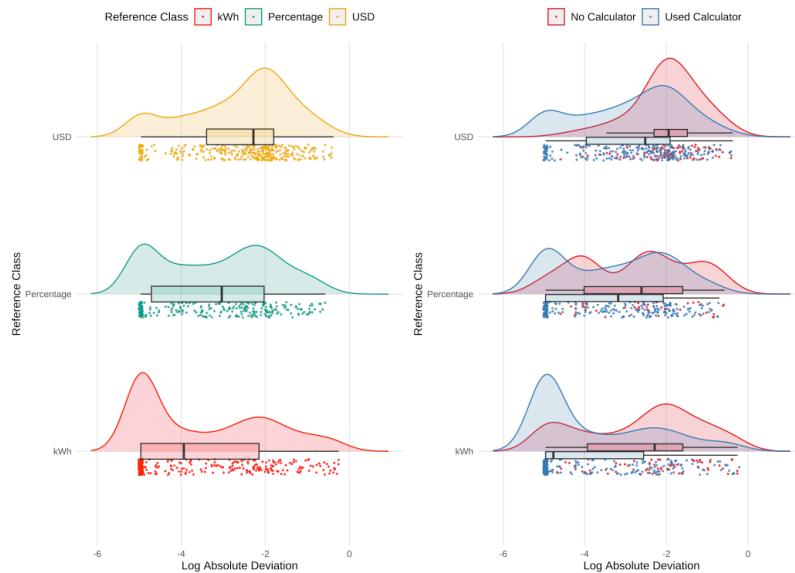 Reference Class kWh Percentage USD
No Calculator Used Calculator
Reference Class
USD
Percentage
kWh
-6 -4 -2 0
Log Absolute Deviation
Reference Class
USD
Percentage
kWh
-6 -4 -2 0
Log Absolute Deviation